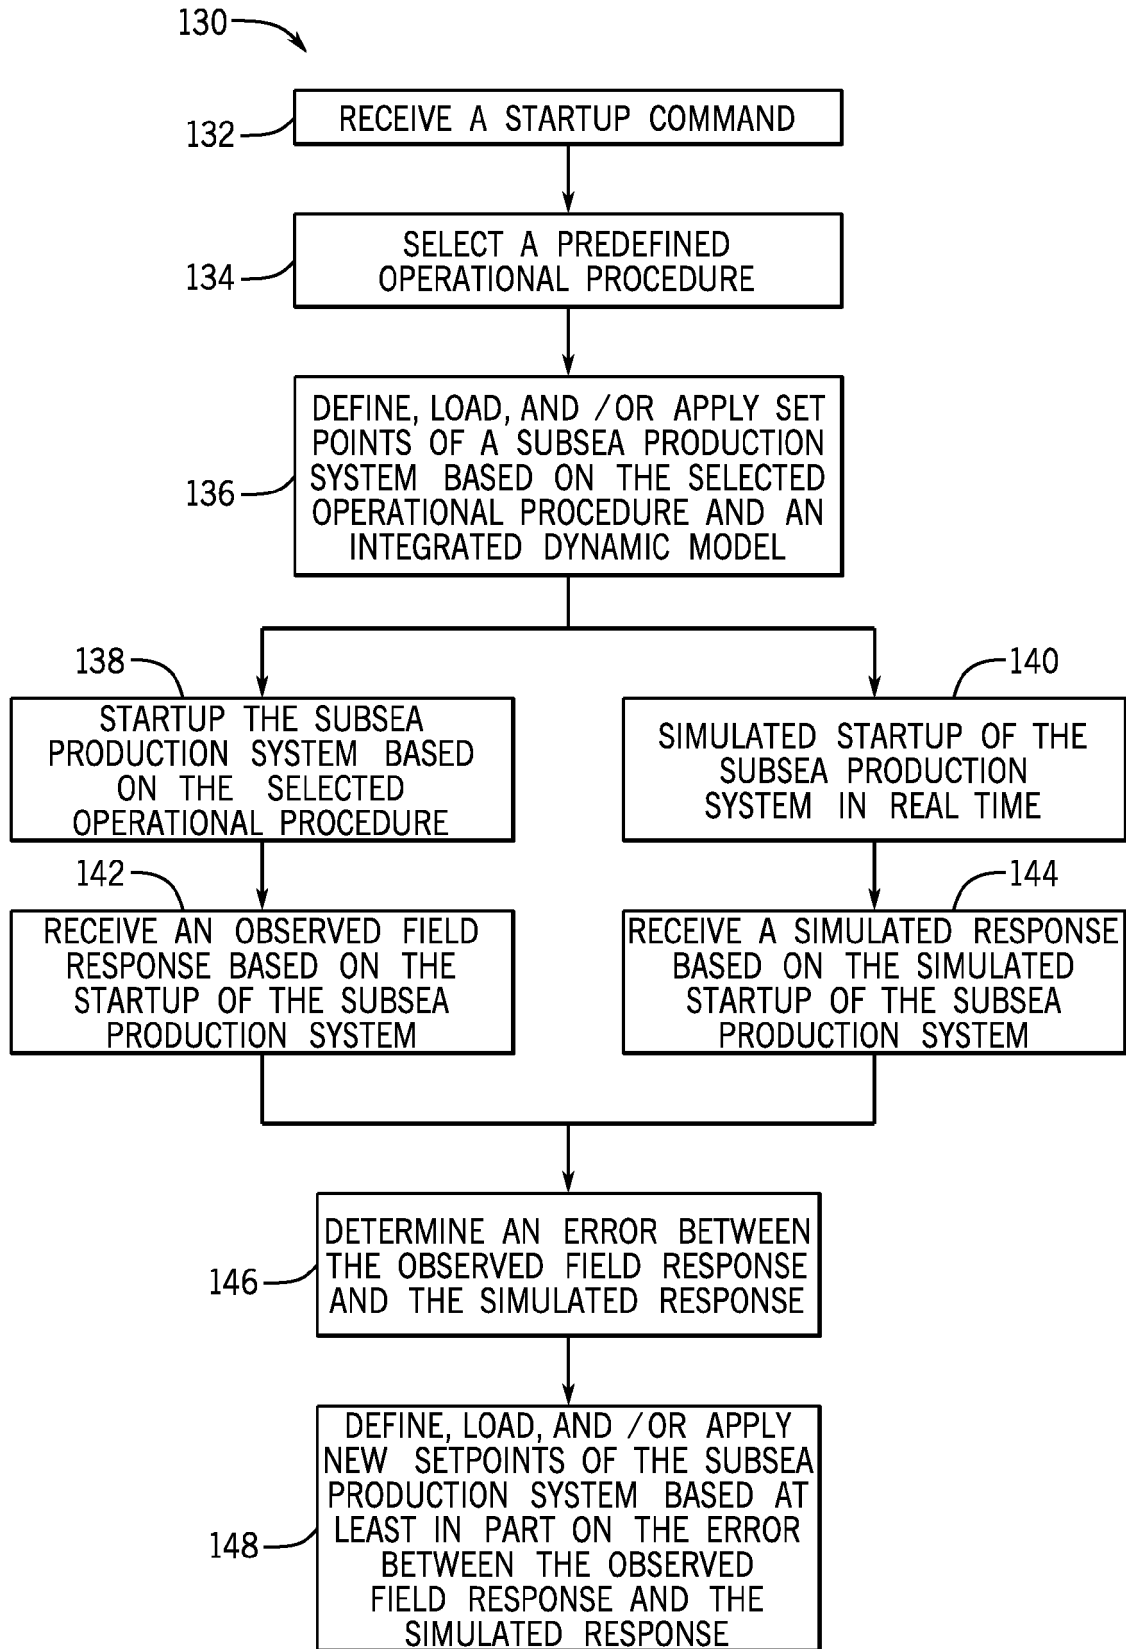 130
132
RECEIVE A STARTUP COMMAND
134
SELECT A PREDEFINED
OPERATIONAL PROCEDURE
136
DEFINE, LOAD, AND /OR APPLY SET
POINTS OF A SUBSEA PRODUCTION
SYSTEM BASED ON THE SELECTED
OPERATIONAL PROCEDURE AND AN
INTEGRATED DYNAMIC MODEL
138
STARTUP THE SUBSEA
PRODUCTION SYSTEM BASED
ON THE SELECTED
OPERATIONAL PROCEDURE
140
SIMULATED STARTUP OF THE
SUBSEA PRODUCTION
SYSTEM IN REAL TIME
142
RECEIVE AN OBSERVED FIELD
RESPONSE BASED ON THE
STARTUP OF THE SUBSEA
PRODUCTION SYSTEM
144
RECEIVE A SIMULATED RESPONSE
BASED ON THE SIMULATED
STARTUP OF THE SUBSEA
PRODUCTION SYSTEM
146
DETERMINE AN ERROR BETWEEN
THE OBSERVED FIELD RESPONSE
AND THE SIMULATED RESPONSE
148
DEFINE, LOAD, AND /OR APPLY
NEW SETPOINTS OF THE SUBSEA
PRODUCTION SYSTEM BASED AT
LEAST IN PART ON THE ERROR
BETWEEN THE OBSERVED
FIELD RESPONSE AND THE
SIMULATED RESPONSE